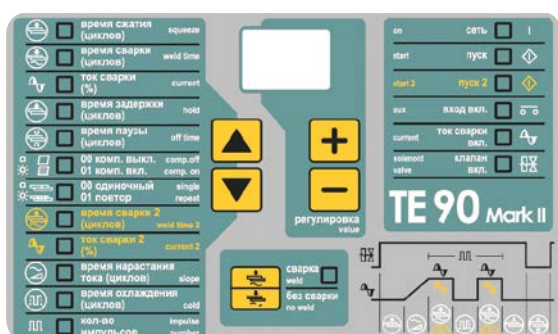 время сжатия
(циклов)
squeeze
время сварки
(циклов)
weld time
ток сварки
(%)
current
время задержки
(циклов)
hold
время паузы
(циклов)
off time
00 комп. выкл. comp.off
01 комп. вкл. comp. on
00 одиночный single
01 повтор repeat
время сварки 2
(циклов)
weld time 2
ток сварки 2
(%)
current 2
время нарастания
тока (циклов)
slope
время охлаждения
(циклов)
cold
кол-во
импульсов
impulse
number
регулировка
value
сварка
weld
без сварки
no weld
on сеть
start пуск
start 2 пуск 2
aux вход вкл.
current ток сварки
вкл.
solenoid
valve
клапан
вкл.
TE 90 Mark II